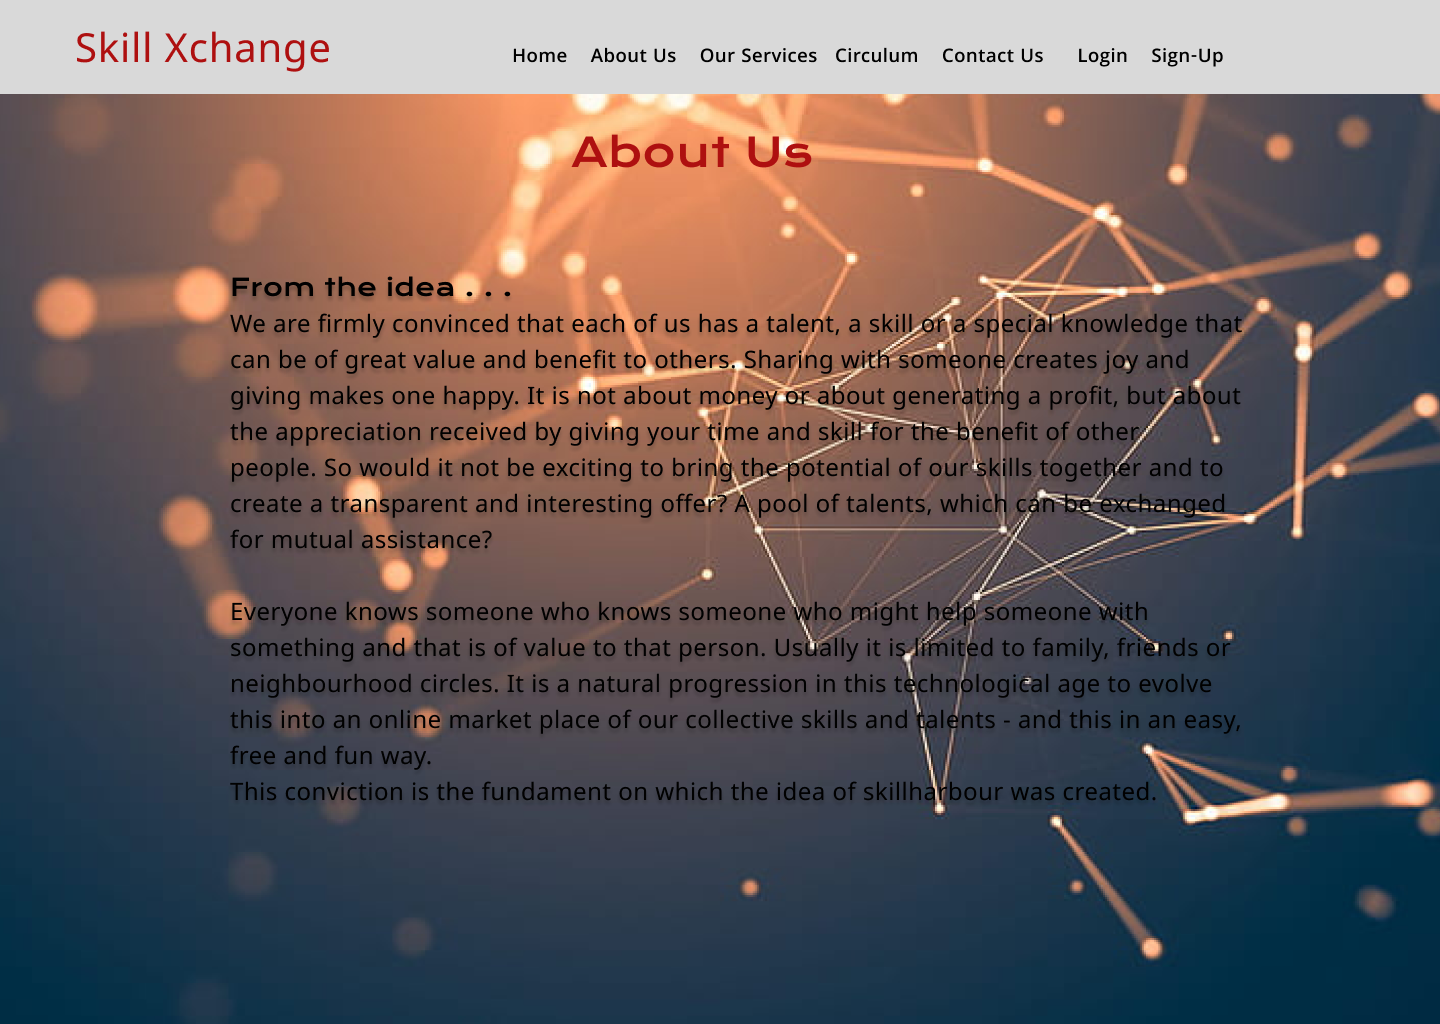 Skill Xchange
Home About Us Our Services Circulum Contact Us Login Sign-Up
About Us
From the idea . . .
We are firmly convinced that each of us has a talent, a skill or a special knowledge that
can be of great value and benefit to others. Sharing with someone creates joy and
giving makes one happy. It is not about money or about generating a profit, but about
the appreciation received by giving your time and skill for the benefit of other
people. So would it not be exciting to bring the potential of our skills together and to
create a transparent and interesting offer? A pool of talents, which can be exchanged
for mutual assistance?
Everyone knows someone who knows someone who might help someone with
something and that is of value to that person. Usually it is limited to family, friends or
neighbourhood circles. It is a natural progression in this technological age to evolve
this into an online market place of our collective skills and talents - and this in an easy,
free and fun way.
This conviction is the fundament on which the idea of skillharbour was created.